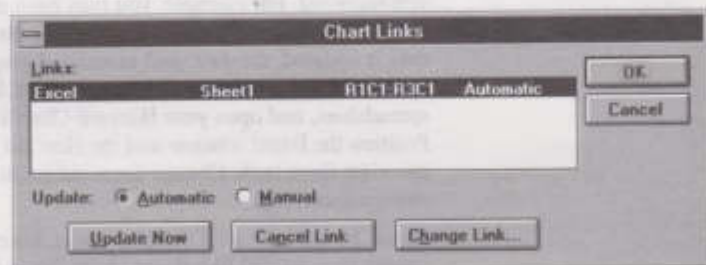 Chart Links
Links:
Excel Sheet1 R1C1:R3C1 Automatic
OK
Cancel
Update: Automatic Manual
Update Now Cancel Link Change Link...